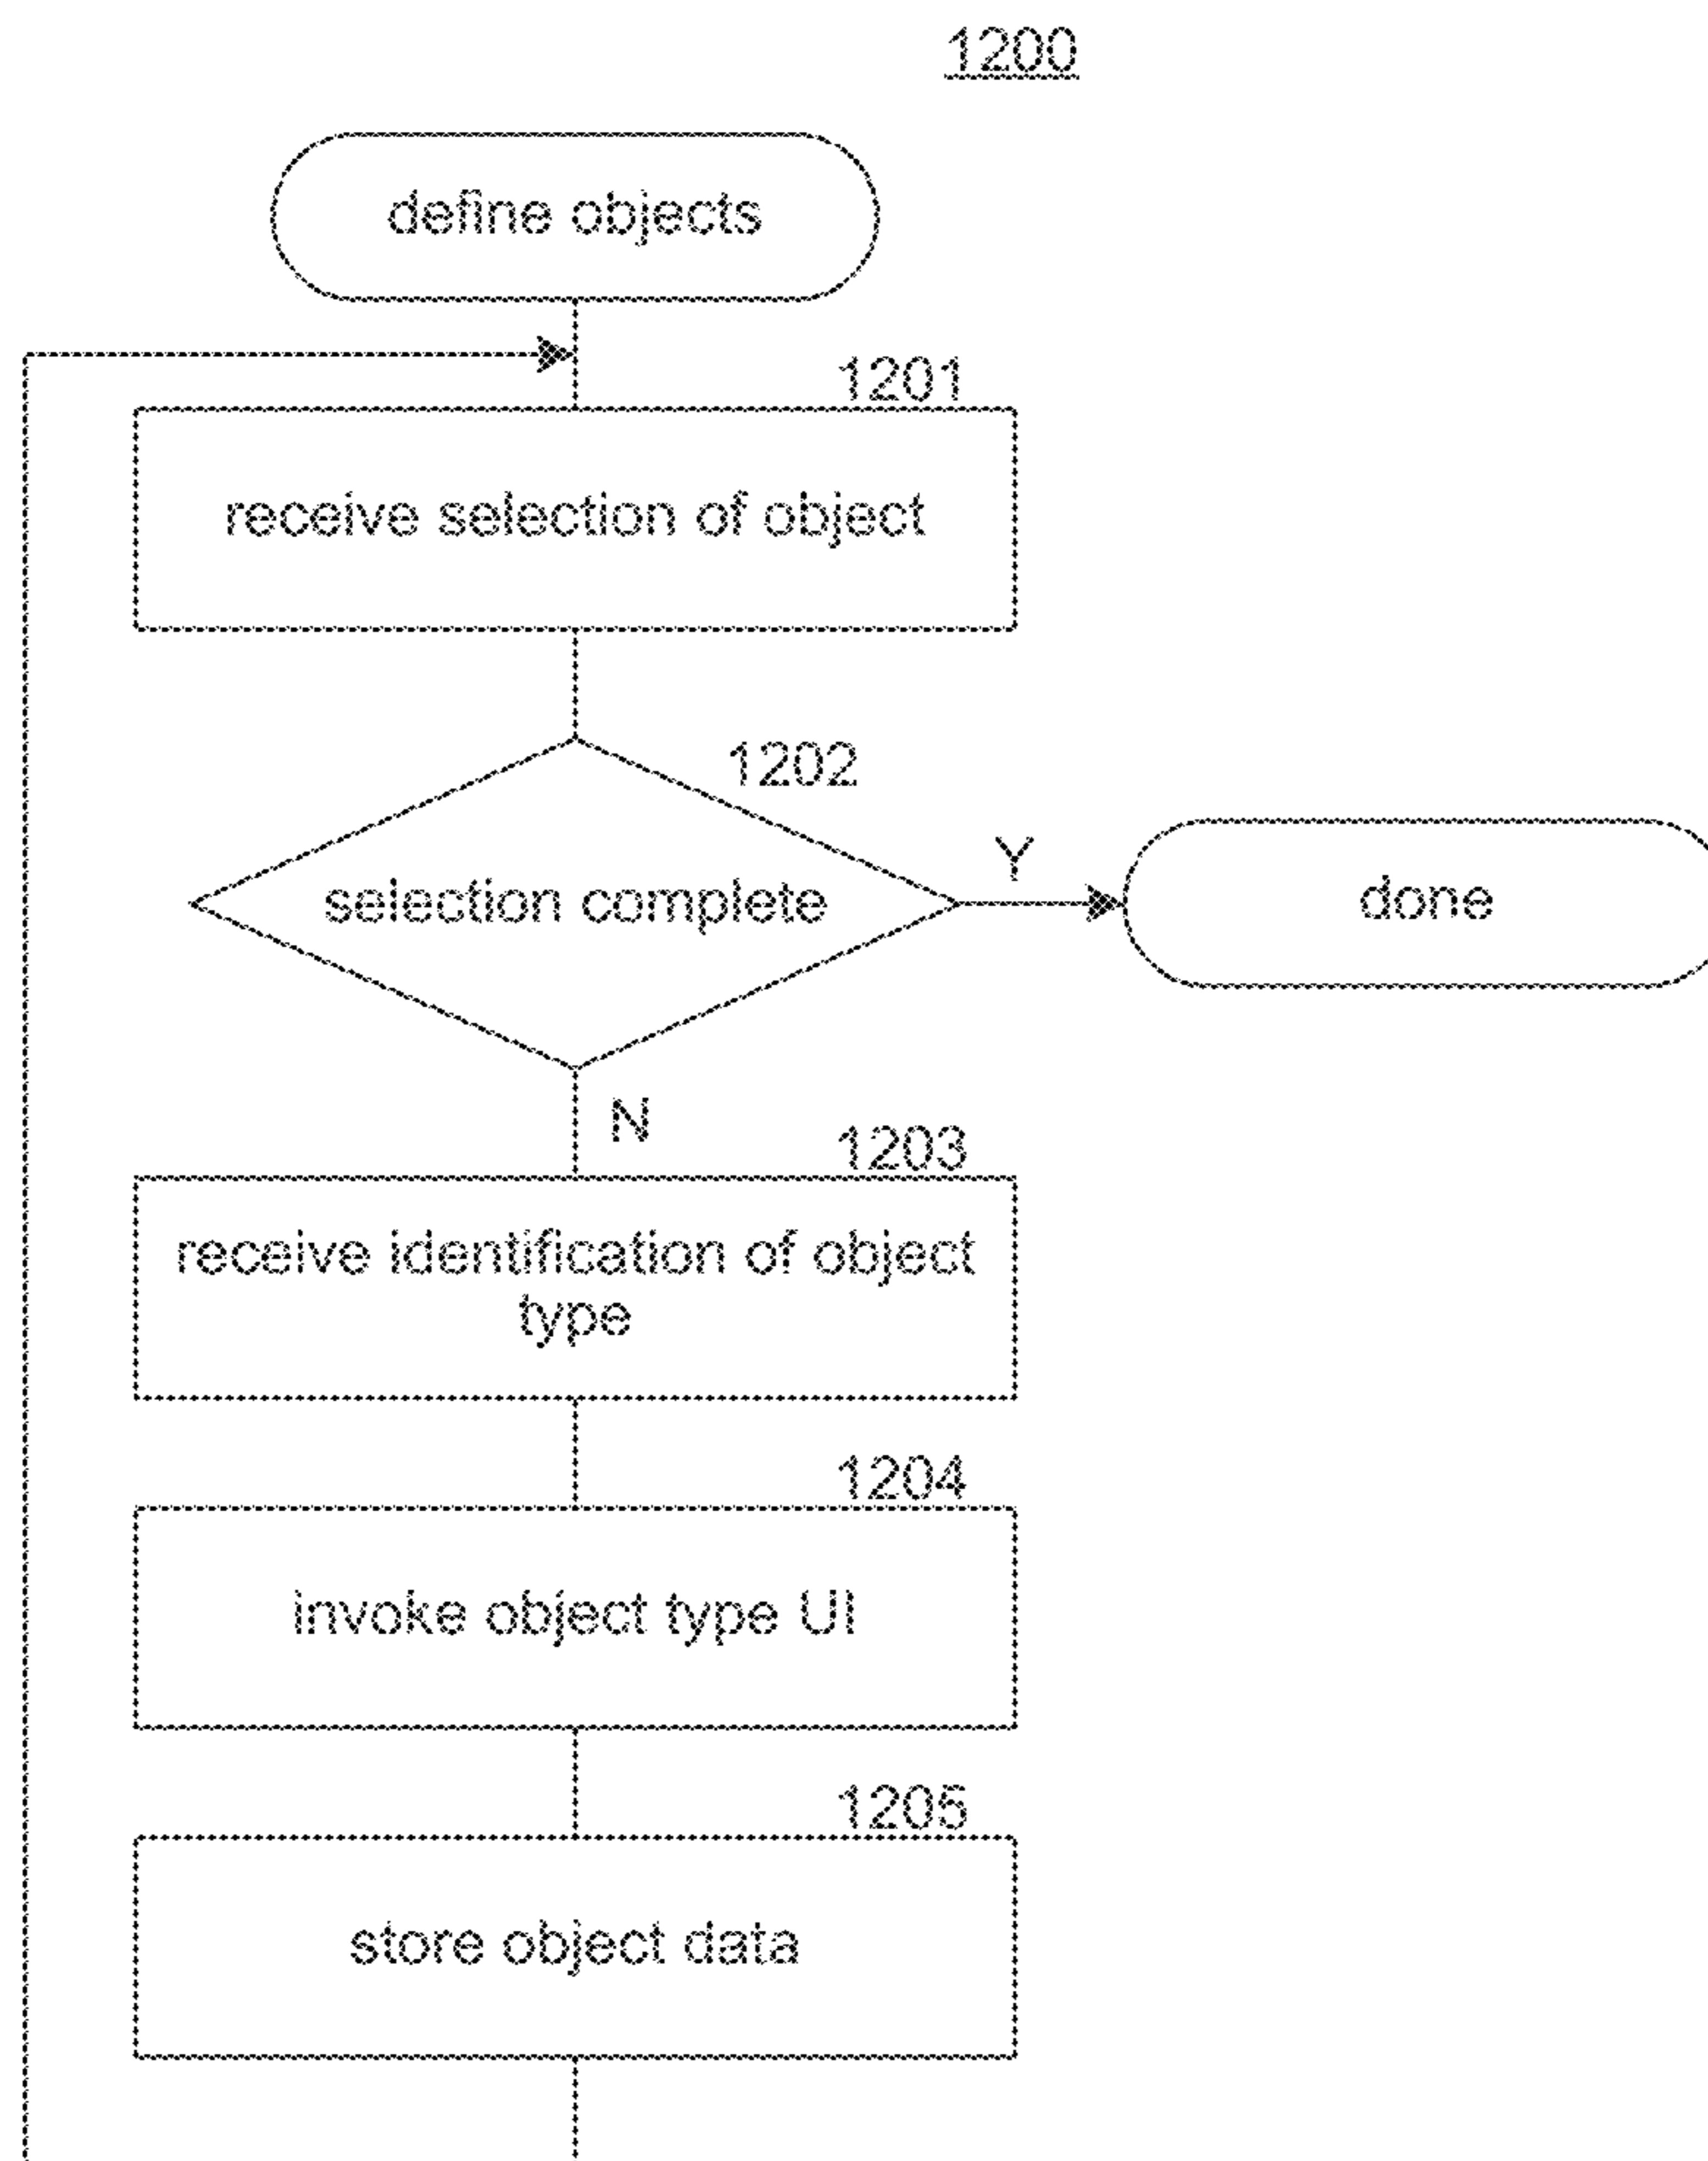 1200
define objects
1201
receive selection of object
1202
selection complete
Y
done
N
1203
receive identification of object
type
1204
invoke object type UI
1205
store object data